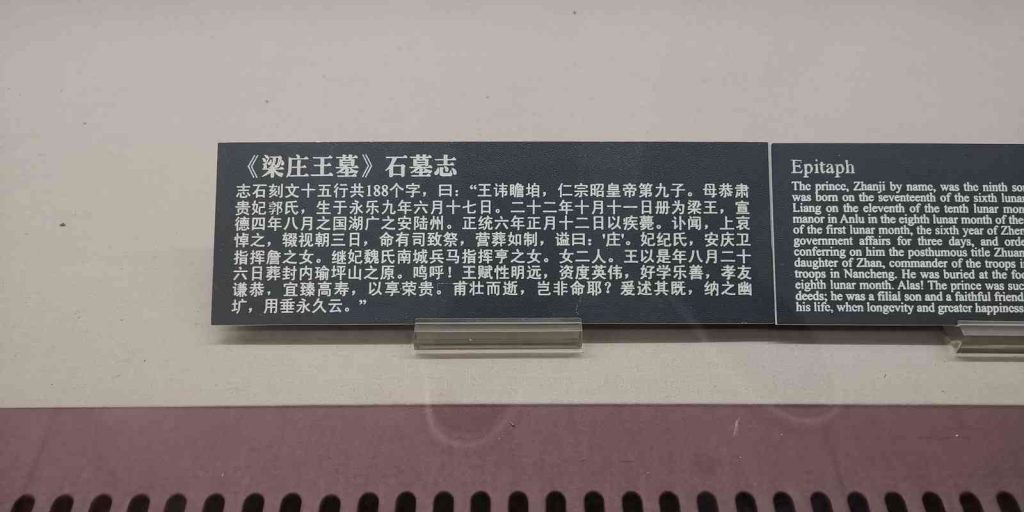 《梁庄王墓》石墓志
志石刻文十五行共188个字，曰：“王讳瞻垍，仁宗昭皇帝第九子。母恭肃
贵妃郭氏，生于永乐九年六月十七日。二十二年十月十一日册为梁王，宣
德四年八月之国湖广之安陆州。正统六年正月十二日以疾薨。讣闻，上哀
悼之，辍视朝三日，命有司致祭，营葬如制，谥曰：'庄'。妃纪氏，安庆卫
指挥詹之女。继妃魏氏南城兵马指挥亨之女。女二人。王以是年八月二十
六日葬封内瑜坪山之原。鸣呼！王赋性明远，资度英伟，好学乐善，孝友
谦恭，宜臻高寿，以享荣贵。甫壮而逝，岂非命耶？爰述其既，纳之幽
圹，用垂永久云。”
Epitaph
The prince, Zhanji by name, was the ninth son
was born on the seventeenth of the sixth lunar
Liang on the eleventh of the tenth lunar mon
manor in Anlu in the eighth lunar month of the
of the first lunar month, the sixth year of Zhen
government affairs for three days, and orde
conferring on him the posthumous title Zhuan
daughter of Zhan, commander of the troops in
troops in Nancheng. He was buried at the foo
eighth lunar month. Alas! The prince was suc
deeds; he was a filial son and a faithful friend
his life, when longevity and greater happiness